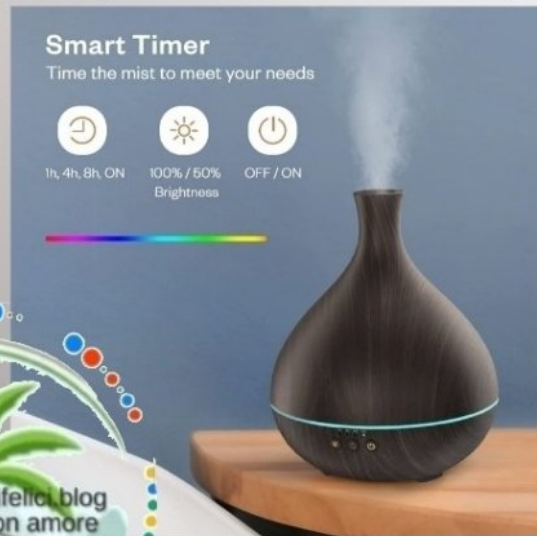 Smart Timer
Time the mist to meet your needs
1h, 4h, 8h, ON
100% / 50%
Brightness
OFF / ON
felici.blog
on amore